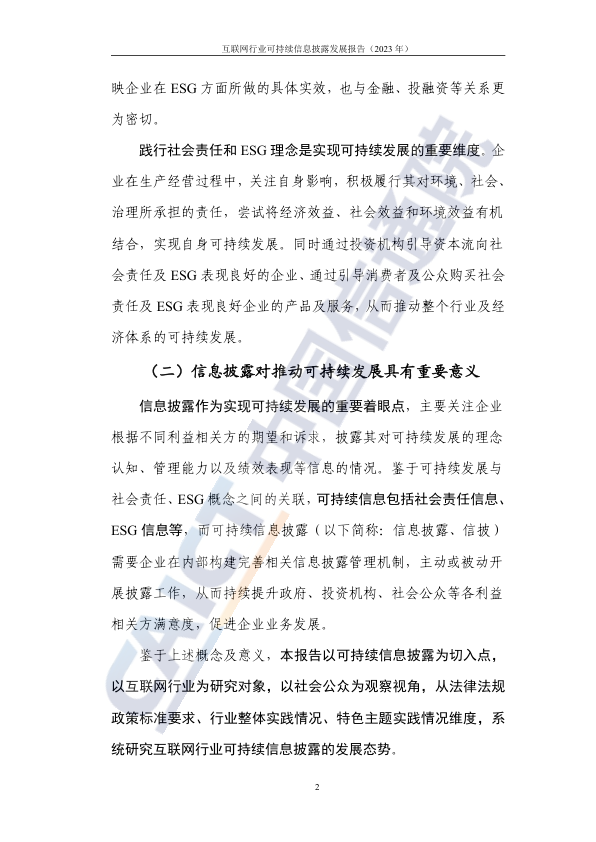 互联网行业可持续信息披露发展报告（2023 年）
映企业在 ESG 方面所做的具体实效，也与金融、投融资等关系更
为密切。
践行社会责任和 ESG 理念是实现可持续发展的重要维度。企
业在生产经营过程中，关注自身影响，积极履行其对环境、社会、
治理所承担的责任，尝试将经济效益、社会效益和环境效益有机
结合，实现自身可持续发展。同时通过投资机构引导资本流向社
会责任及 ESG 表现良好的企业、通过引导消费者及公众购买社会
责任及 ESG 表现良好企业的产品及服务，从而推动整个行业及经
济体系的可持续发展。
（二）信息披露对推动可持续发展具有重要意义
信息披露作为实现可持续发展的重要着眼点，主要关注企业
根据不同利益相关方的期望和诉求，披露其对可持续发展的理念
认知、管理能力以及绩效表现等信息的情况。鉴于可持续发展与
社会责任、ESG 概念之间的关联，可持续信息包括社会责任信息、
ESG 信息等，而可持续信息披露（以下简称：信息披露、信披）
需要企业在内部构建完善相关信息披露管理机制，主动或被动开
展披露工作，从而持续提升政府、投资机构、社会公众等各利益
相关方满意度，促进企业业务发展。
鉴于上述概念及意义，本报告以可持续信息披露为切入点，
以互联网行业为研究对象，以社会公众为观察视角，从法律法规
政策标准要求、行业整体实践情况、特色主题实践情况维度，系
统研究互联网行业可持续信息披露的发展态势。
2
CAICT 中国信通院